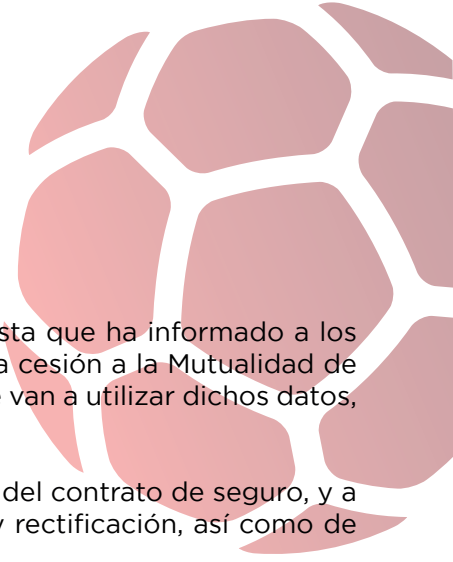 sta que ha informado a los
a cesión a la Mutualidad de
van a utilizar dichos datos,
del contrato de seguro, y a
y rectificación, así como de